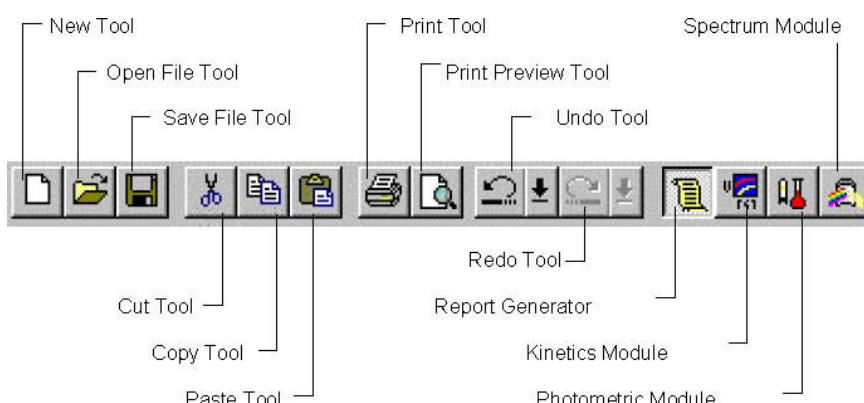 New Tool
Print Tool
Spectrum Module
Open File Tool
Print Preview Tool
Save File Tool
Undo Tool
Redo Tool
Cut Tool
Report Generator
Copy Tool
Kinetics Module
Paste Tool
Photometric Module